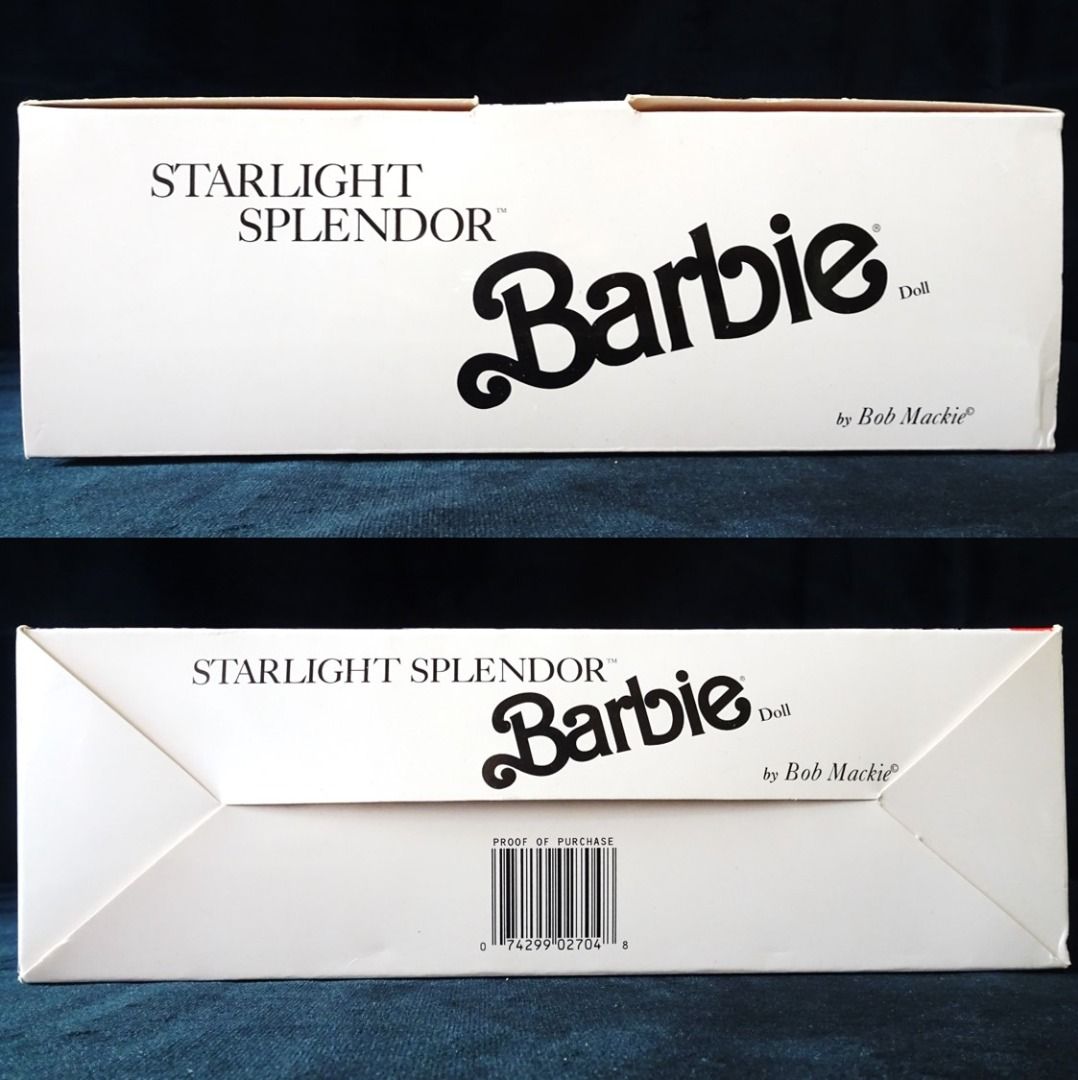 STARLIGHT
SPLENDOR™
Barbie® Doll
by Bob Mackie©
STARLIGHT SPLENDOR™
Barbie® Doll
by Bob Mackie©
PROOF OF PURCHASE
0 74299 02704 8